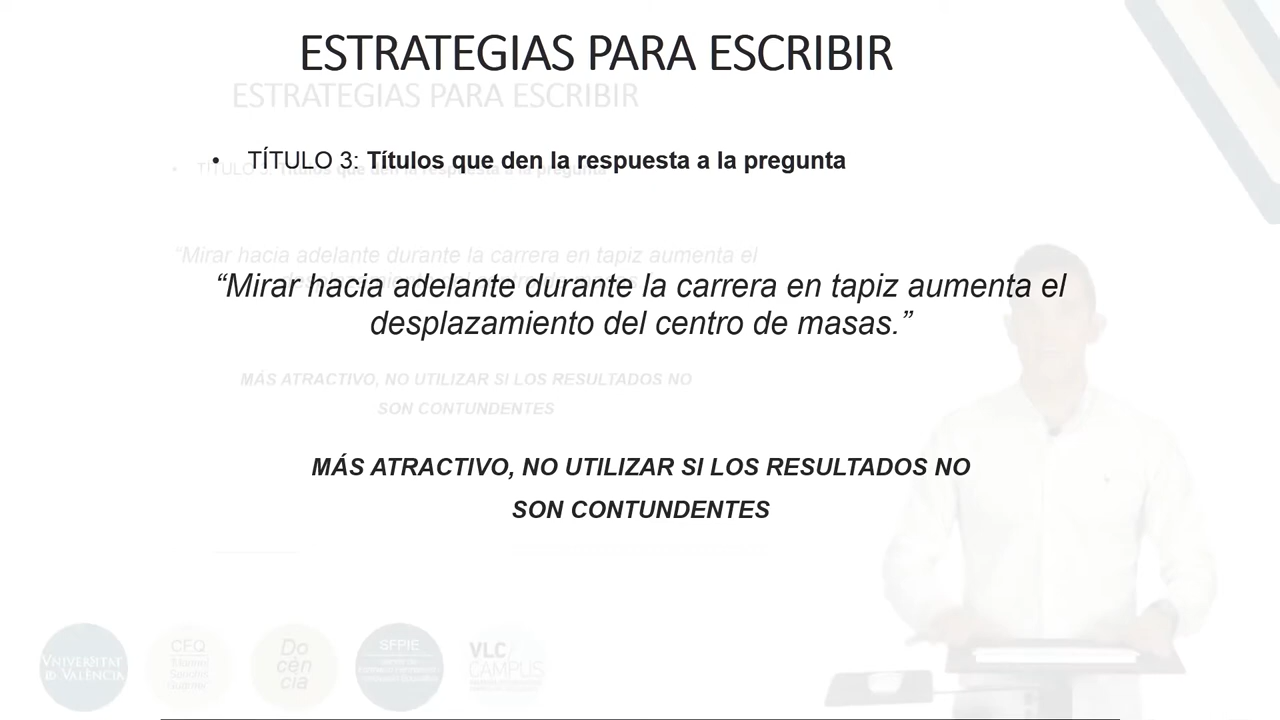 ESTRATEGIAS PARA ESCRIBIR
ESTRATEGIAS PARA ESCRIBIR
• TÍTULO 3: Títulos que den la respuesta a la pregunta
• TÍTULO 3: Títulos que den la respuesta a la pregunta
“Mirar hacia adelante durante la carrera en tapiz aumenta el
“Mirar hacia adelante durante la carrera en tapiz aumenta el
desplazamiento del centro de masas.”
MÁS ATRACTIVO, NO UTILIZAR SI LOS RESULTADOS NO
SON CONTUNDENTES
MÁS ATRACTIVO, NO UTILIZAR SI LOS RESULTADOS NO
SON CONTUNDENTES
VNIVERSITAT
ID VALÈNCIA
CFQ
Manuel
Sanchis
Guarner
Do
cèn
cia
SFPIE
VLC/
CAMPUS